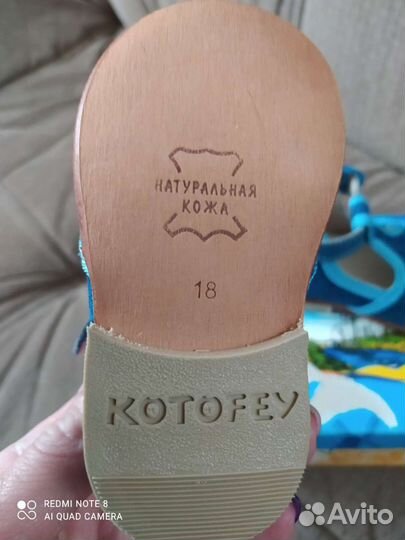 НАТУРАЛЬНАЯ
КОЖА
18
KOTOFEY
REDMI NOTE 8
AI QUAD CAMERA
Avito